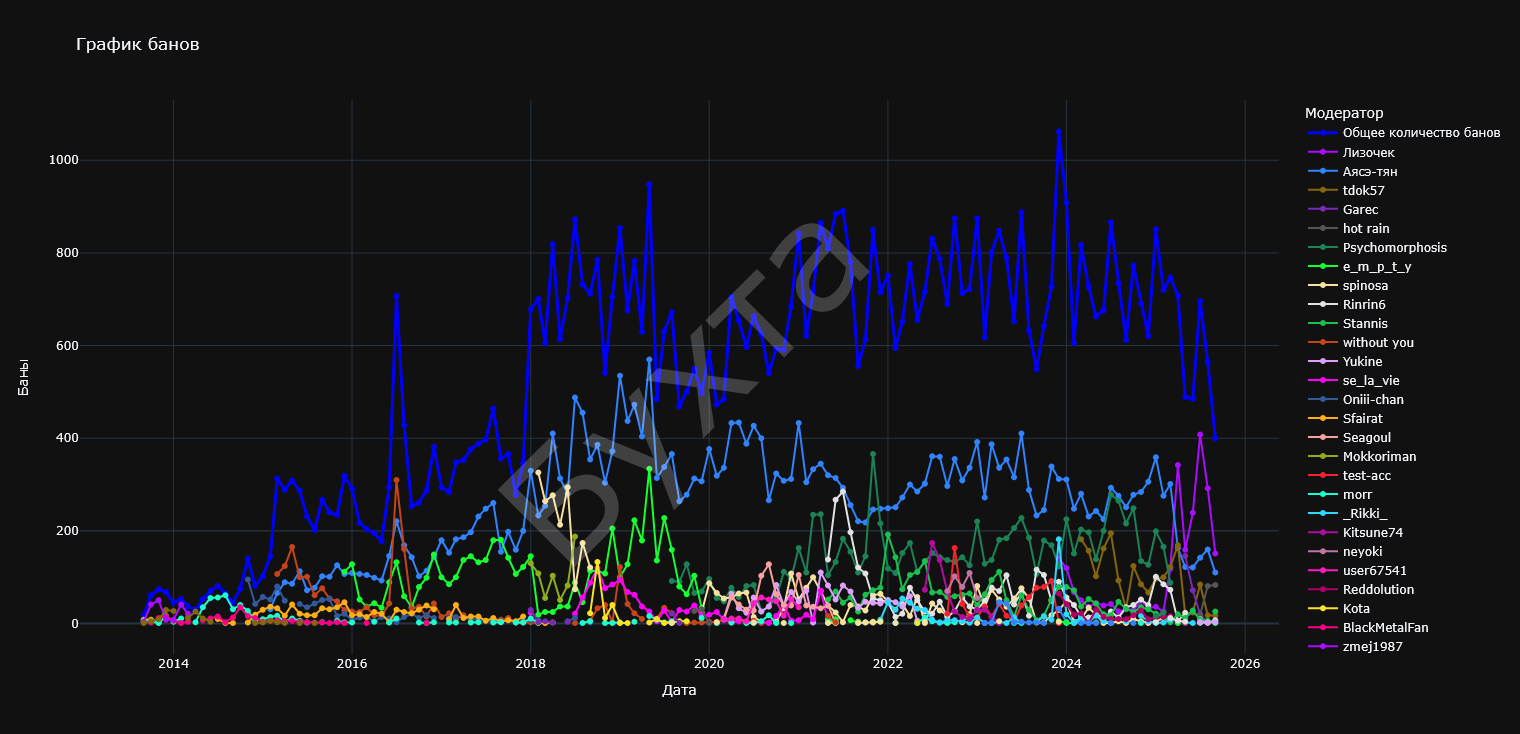 График банов
Бухта
Модератор
Общее количество банов
Лизочек
Аясэ-тян
tdok57
Garec
hot rain
Psychomorphosis
e_m_p_t_y
spinosa
Rinrin6
Stannis
without you
Yukine
se_la_vie
Oniii-chan
Sfairat
Seagoul
Mokkoriman
test-acc
morr
_Rikki_
Kitsune74
neyoki
user67541
Reddolution
Kota
BlackMetalFan
zmej1987
Баны
1000
800
600
400
200
0
2014
2016
2018
2020
2022
2024
2026
Дата